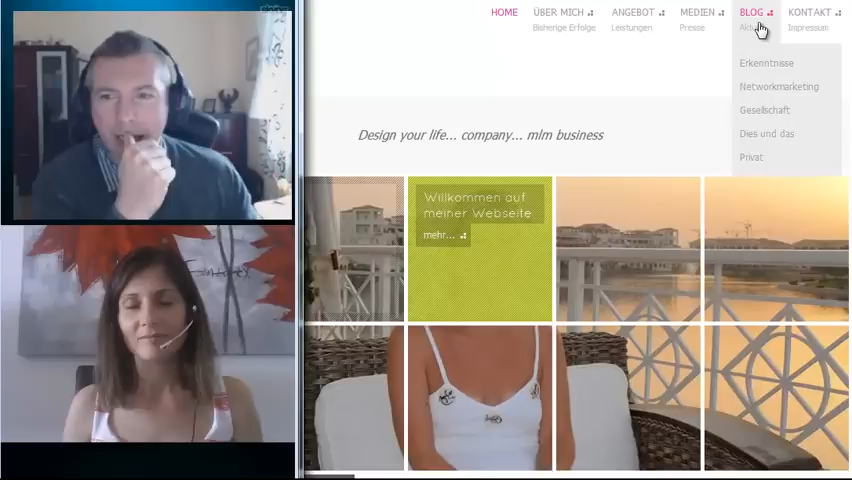 HOME
ÜBER MICH
Bisherige Erfolge
ANGEBOT
Leistungen
MEDIEN
Presse
BLOG
KONTAKT
Impressum
Erkenntnisse
Networkmarketing
Gesellschaft
Dies und das
Privat
Design your life... company... mlm business
Willkommen auf
meiner Webseite
mehr...